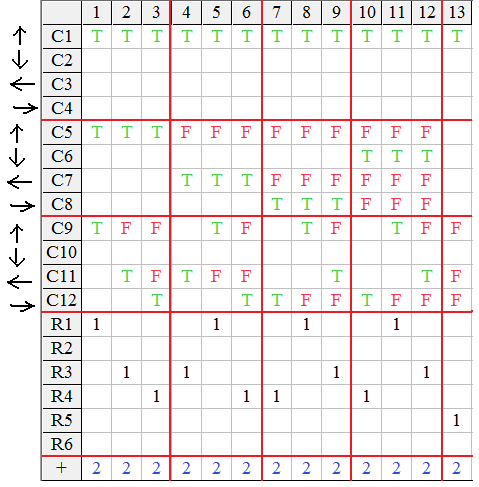 1 2 3 4 5 6 7 8 9 10 11 12 13
C1 T T T T T T T T T T T T T
C2
C3
C4
C5 T T T F F F F F F F F F
C6 T T T
C7 T T T F F F F F F
C8 T T T F F F
C9 T F F T F T F T F F
C10
C11 T F T F F T T F
C12 T T T F F T F F F
R1 1 1 1 1
R2
R3 1 1 1 1
R4 1 1 1 1
R5 1
R6
+ 2 2 2 2 2 2 2 2 2 2 2 2 2